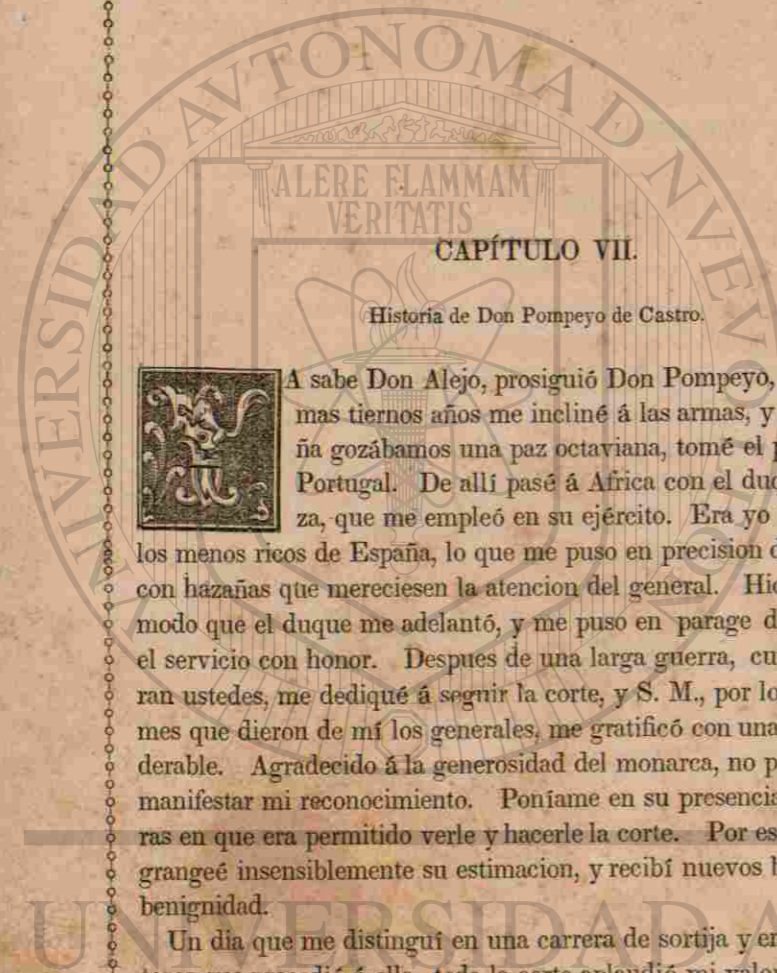 UNIVERSIDAD AUTONOMA D NUEVO
ALERE FLAMMAM
VERITATIS
CAPÍTULO VII.
Historia de Don Pompeyo de Castro.
A sabe Don Alejo, prosiguió Don Pompeyo,
mas tiernos años me incliné á las armas, y
ña gozábamos una paz octaviana, tomé el
Portugal. De allí pasé á Africa con el
za, que me empleó en su ejército. Era yo
los menos ricos de España, lo que me puso en precision
con hazañas que mereciesen la atencion del general.
modo que el duque me adelantó, y me puso en parage
el servicio con honor. Despues de una larga guerra,
ran ustedes, me dediqué á seguir la corte, y S. M., por
mes que dieron de mí los generales, me gratificó con una
derable. Agradecido á la generosidad del monarca, no
manifestar mi reconocimiento. Poníame en su presencia
ras en que era permitido verle y hacerle la corte. Por
grangeé insensiblemente su estimacion, y recibí nuevos
benignidad.
Un dia que me distinguí en una carrera de sortija y
UNIVERSIDAD A